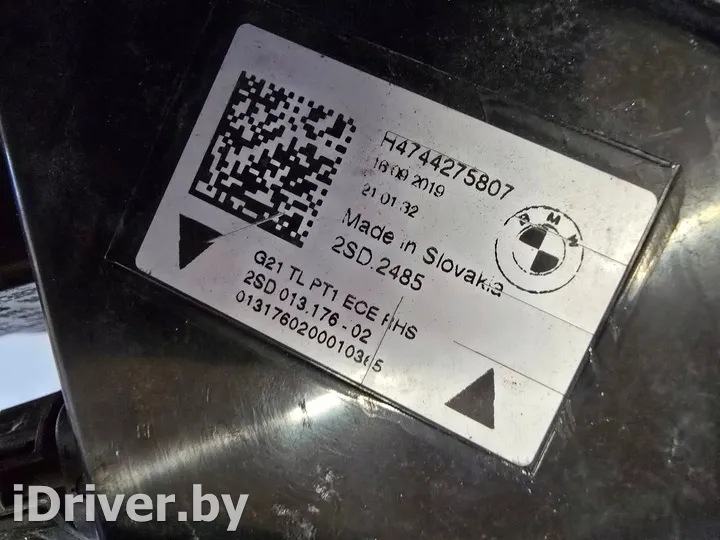 H4744275807
16.09.2019
21:01:32
Made in Slovakia
2SD.2485
BMW
G21 TL PT1 ECE RHS
2SD 013.176-02
0131760200010365
iDriver.by